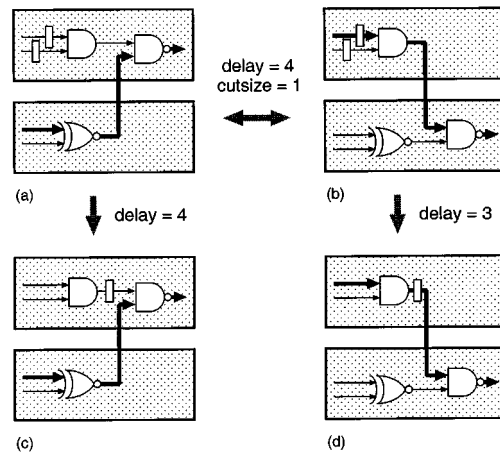 (a)
delay = 4
cutsize = 1
(b)
delay = 4
delay = 3
(c)
(d)